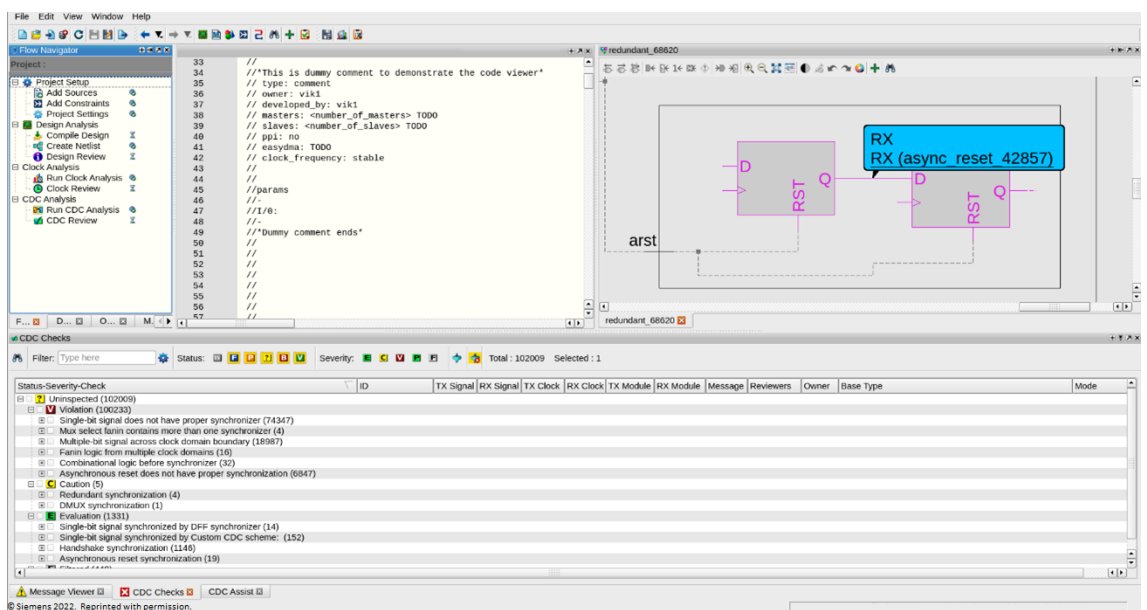 File Edit View Window Help
Flow Navigator
redundant_68620
Project :
Project Setup
Add Sources
Add Constraints
Project Settings
Design Analysis
Compile Design
Create Netlist
Design Review
Clock Analysis
Run Clock Analysis
Clock Review
CDC Analysis
Run CDC Analysis
CDC Review
F... D... O... M.
33 //
34 //*This is dummy comment to demonstrate the code viewer*
35 // type: comment
36 // owner: vik1
37 // developed_by: vik1
38 // masters: <number_of_masters> TODO
39 // slaves: <number_of_slaves> TODO
40 // ppi: no
41 // easydma: TODO
42 // clock_frequency: stable
43 //
44 //
45 //params
46 //-
47 //I/0:
48 //-
49 //*Dummy comment ends*
50 //
51 //
52 //
53 //
54 //
55 //
56 //
57 //
RX
RX (async_reset_42857)
D Q RST
D Q RST
arst
redundant_68620
CDC Checks
Filter: Type here Status: F P ? B V Severity: E C V P F Total : 102009 Selected : 1
Status-Severity-Check ID TX Signal RX Signal TX Clock RX Clock TX Module RX Module Message Reviewers Owner Base Type Mode
? Uninspected (102009)
V Violation (100233)
Single-bit signal does not have proper synchronizer (74347)
Mux select fanin contains more than one synchronizer (4)
Multiple-bit signal across clock domain boundary (18987)
Fanin logic from multiple clock domains (16)
Combinational logic before synchronizer (32)
Asynchronous reset does not have proper synchronization (6847)
C Caution (5)
Redundant synchronization (4)
DMUX synchronization (1)
E Evaluation (1331)
Single-bit signal synchronized by DFF synchronizer (14)
Single-bit signal synchronized by Custom CDC scheme: (152)
Handshake synchronization (1146)
Asynchronous reset synchronization (19)
Message Viewer CDC Checks CDC Assist
© Siemens 2022. Reprinted with permission.